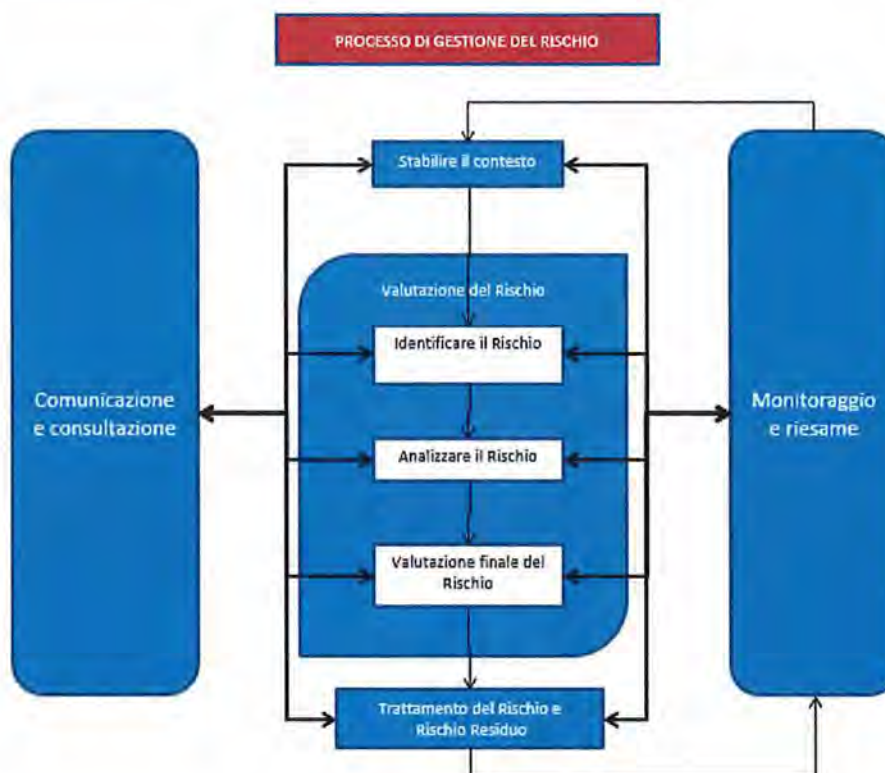 PROCESSO DI GESTIONE DEL RISCHIO
Stabilire il contesto
Valutazione del Rischio
Identificare il Rischio
Comunicazione
e consultazione
Monitoraggio
e riesame
Analizzare il Rischio
Valutazione finale del
Rischio
Trattamento del Rischio e
Rischio Residuo